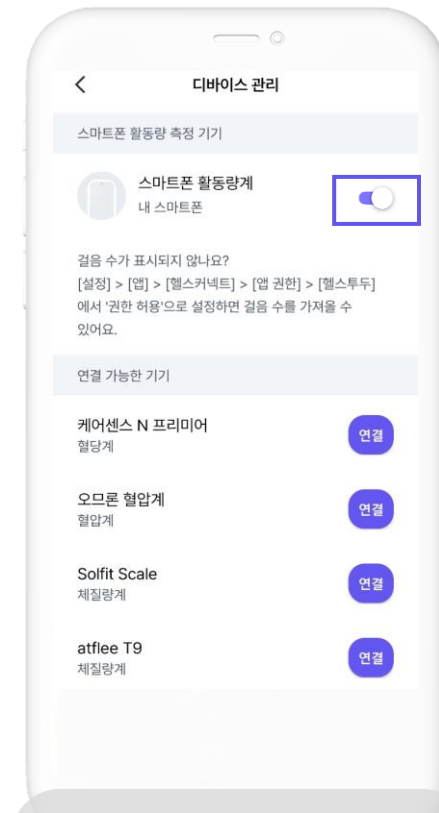 디바이스 관리
스마트폰 활동량 측정 기기
스마트폰 활동량계
내 스마트폰
걸음 수가 표시되지 않나요?
[설정] > [앱] > [헬스커넥트] > [앱 권한] > [헬스투두]
에서 '권한 허용'으로 설정하면 걸음 수를 가져올 수
있어요.
연결 가능한 기기
케어센스 N 프리미어
연결
혈당계
오므론 혈압계
연결
혈압계
Solfit Scale
연결
체질량계
atflee T9
연결
체질량계